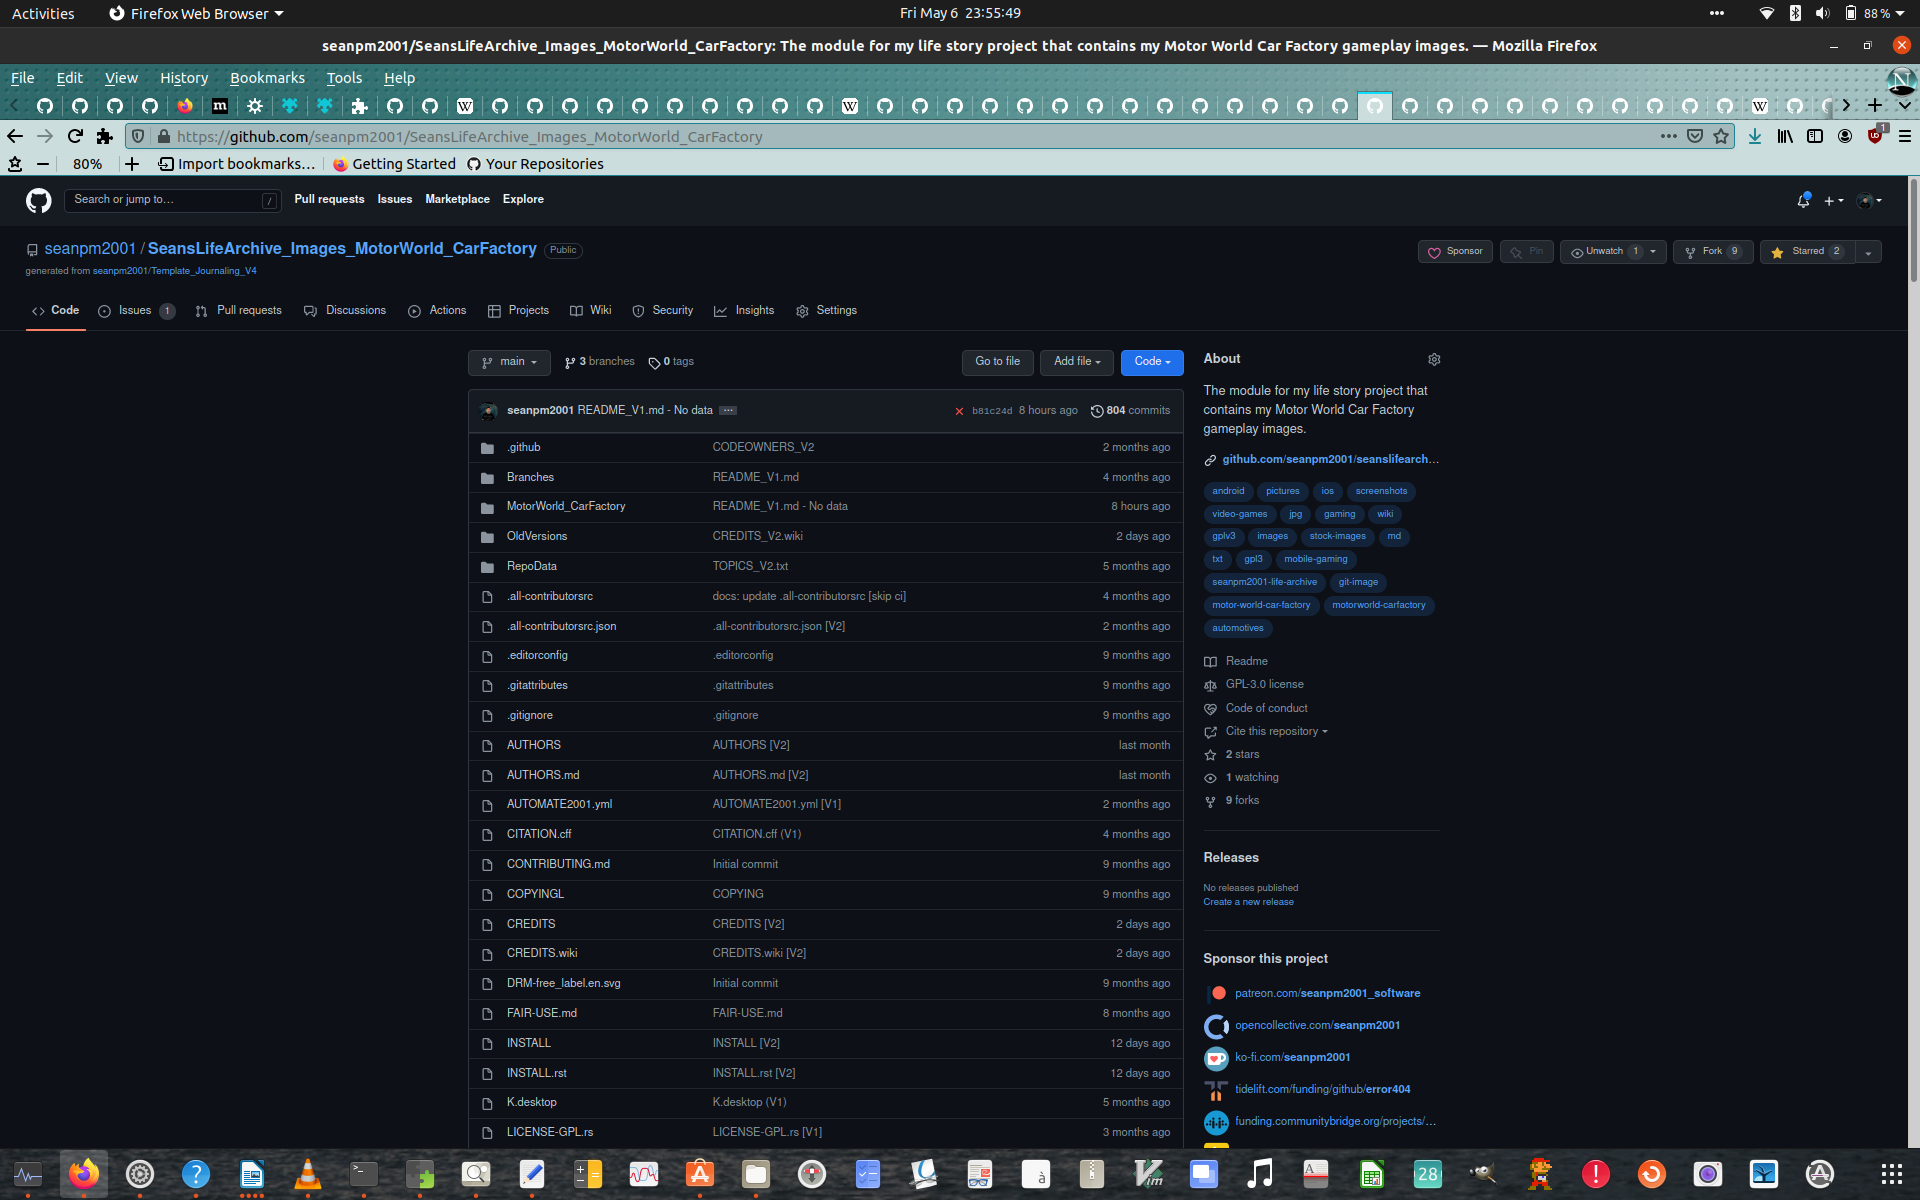 Activities Firefox Web Browser Fri May 6 23:55:49 88 %
seanpm2001/SeansLifeArchive_Images_MotorWorld_CarFactory: The module for my life story project that contains my Motor World Car Factory gameplay images. — Mozilla Firefox
File Edit View History Bookmarks Tools Help
https://github.com/seanpm2001/SeansLifeArchive_Images_MotorWorld_CarFactory
80% Import bookmarks... Getting Started Your Repositories
Search or jump to... / Pull requests Issues Marketplace Explore
seanpm2001 / SeansLifeArchive_Images_MotorWorld_CarFactory Public
Sponsor Pin Unwatch 1 Fork 9 Starred 2
generated from seanpm2001/Template_Journaling_V4
Code Issues 1 Pull requests Discussions Actions Projects Wiki Security Insights Settings
main 3 branches 0 tags Go to file Add file Code
seanpm2001 README_V1.md - No data ... b81c24d 8 hours ago 804 commits
.github CODEOWNERS_V2 2 months ago
Branches README_V1.md 4 months ago
MotorWorld_CarFactory README_V1.md - No data 8 hours ago
OldVersions CREDITS_V2.wiki 2 days ago
RepoData TOPICS_V2.txt 5 months ago
.all-contributorsrc docs: update .all-contributorsrc [skip ci] 4 months ago
.all-contributorsrc.json .all-contributorsrc.json [V2] 2 months ago
.editorconfig .editorconfig 9 months ago
.gitattributes .gitattributes 9 months ago
.gitignore .gitignore 9 months ago
AUTHORS AUTHORS [V2] last month
AUTHORS.md AUTHORS.md [V2] last month
AUTOMATE2001.yml AUTOMATE2001.yml [V1] 2 months ago
CITATION.cff CITATION.cff (V1) 4 months ago
CONTRIBUTING.md Initial commit 9 months ago
COPYINGL COPYING 9 months ago
CREDITS CREDITS [V2] 2 days ago
CREDITS.wiki CREDITS.wiki [V2] 2 days ago
DRM-free_label.en.svg Initial commit 9 months ago
FAIR-USE.md FAIR-USE.md 8 months ago
INSTALL INSTALL [V2] 12 days ago
INSTALL.rst INSTALL.rst [V2] 12 days ago
K.desktop K.desktop (V1) 5 months ago
LICENSE-GPL.rs LICENSE-GPL.rs [V1] 3 months ago
About
The module for my life story project that
contains my Motor World Car Factory
gameplay images.
github.com/seanpm2001/seanslifearch...
android pictures ios screenshots
video-games jpg gaming wiki
gplv3 images stock-images md
txt gpl3 mobile-gaming
seanpm2001-life-archive git-image
motor-world-car-factory motorworld-carfactory
automotives
Readme
GPL-3.0 license
Code of conduct
Cite this repository
2 stars
1 watching
9 forks
Releases
No releases published
Create a new release
Sponsor this project
patreon.com/seanpm2001_software
opencollective.com/seanpm2001
ko-fi.com/seanpm2001
tidelift.com/funding/github/error404
funding.communitybridge.org/projects/...
28